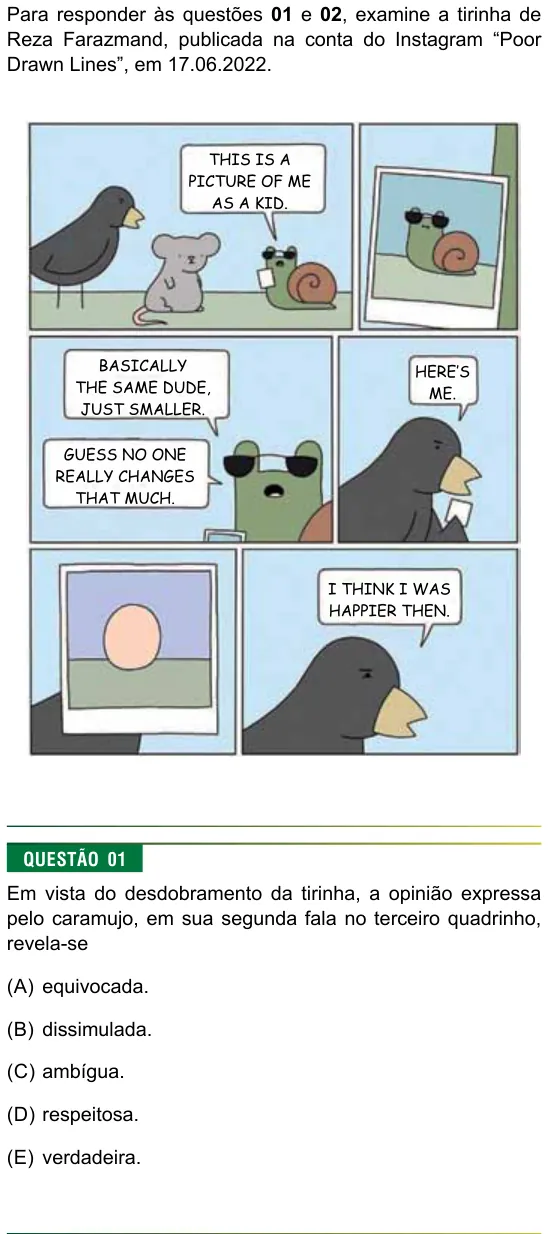 Para responder às questões 01 e 02, examine a tirinha de
Reza Farazmand, publicada na conta do Instagram “Poor
Drawn Lines”, em 17.06.2022.
THIS IS A
PICTURE OF ME
AS A KID.
BASICALLY
THE SAME DUDE,
JUST SMALLER.
GUESS NO ONE
REALLY CHANGES
THAT MUCH.
HERE'S
ME.
I THINK I WAS
HAPPIER THEN.
QUESTÃO 01
Em vista do desdobramento da tirinha, a opinião expressa
pelo caramujo, em sua segunda fala no terceiro quadrinho,
revela-se
(A) equivocada.
(B) dissimulada.
(C) ambígua.
(D) respeitosa.
(E) verdadeira.